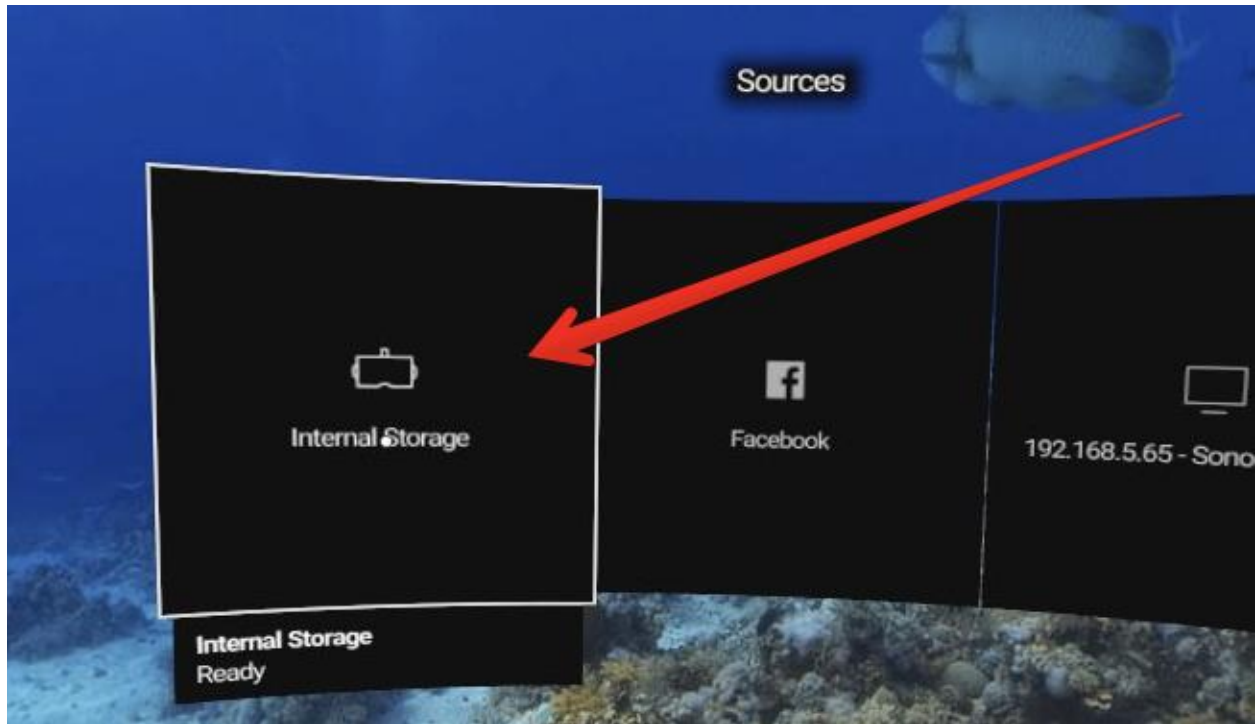 Sources
Internal Storage
Facebook
192.168.5.65 - Sono
Internal Storage
Ready